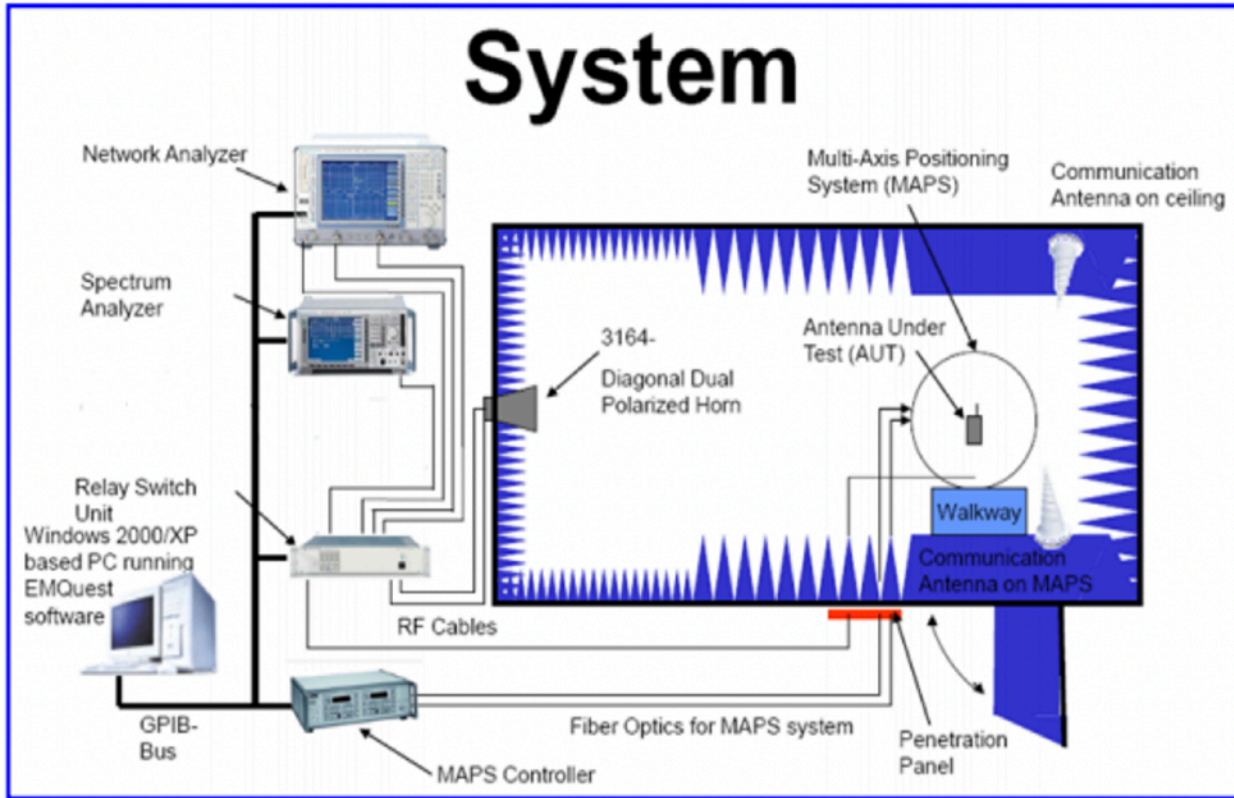 System
Network Analyzer
Multi-Axis Positioning
System (MAPS)
Communication
Antenna on ceiling
Spectrum
Analyzer
3164-
Diagonal Dual
Polarized Horn
Antenna Under
Test (AUT)
Relay Switch
Unit
Windows 2000/XP
based PC running
EMQuest
software
Walkway
Communication
Antenna on MAPS
RF Cables
GPIB-
Bus
Fiber Optics for MAPS system
Penetration
Panel
MAPS Controller